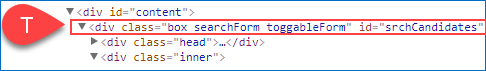 T
▼<div id="content">
▼<div class="box searchForm toggableForm" id="srchCandidates"
▶<div class="head">…</div>
▼<div class="inner">